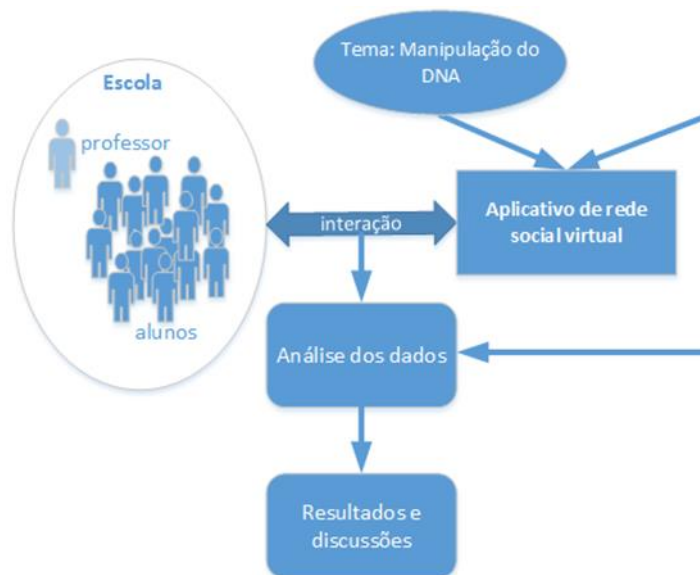 Tema: Manipulação do
DNA
Escola
professor
alunos
interação
Aplicativo de rede
social virtual
Análise dos dados
Resultados e
discussões